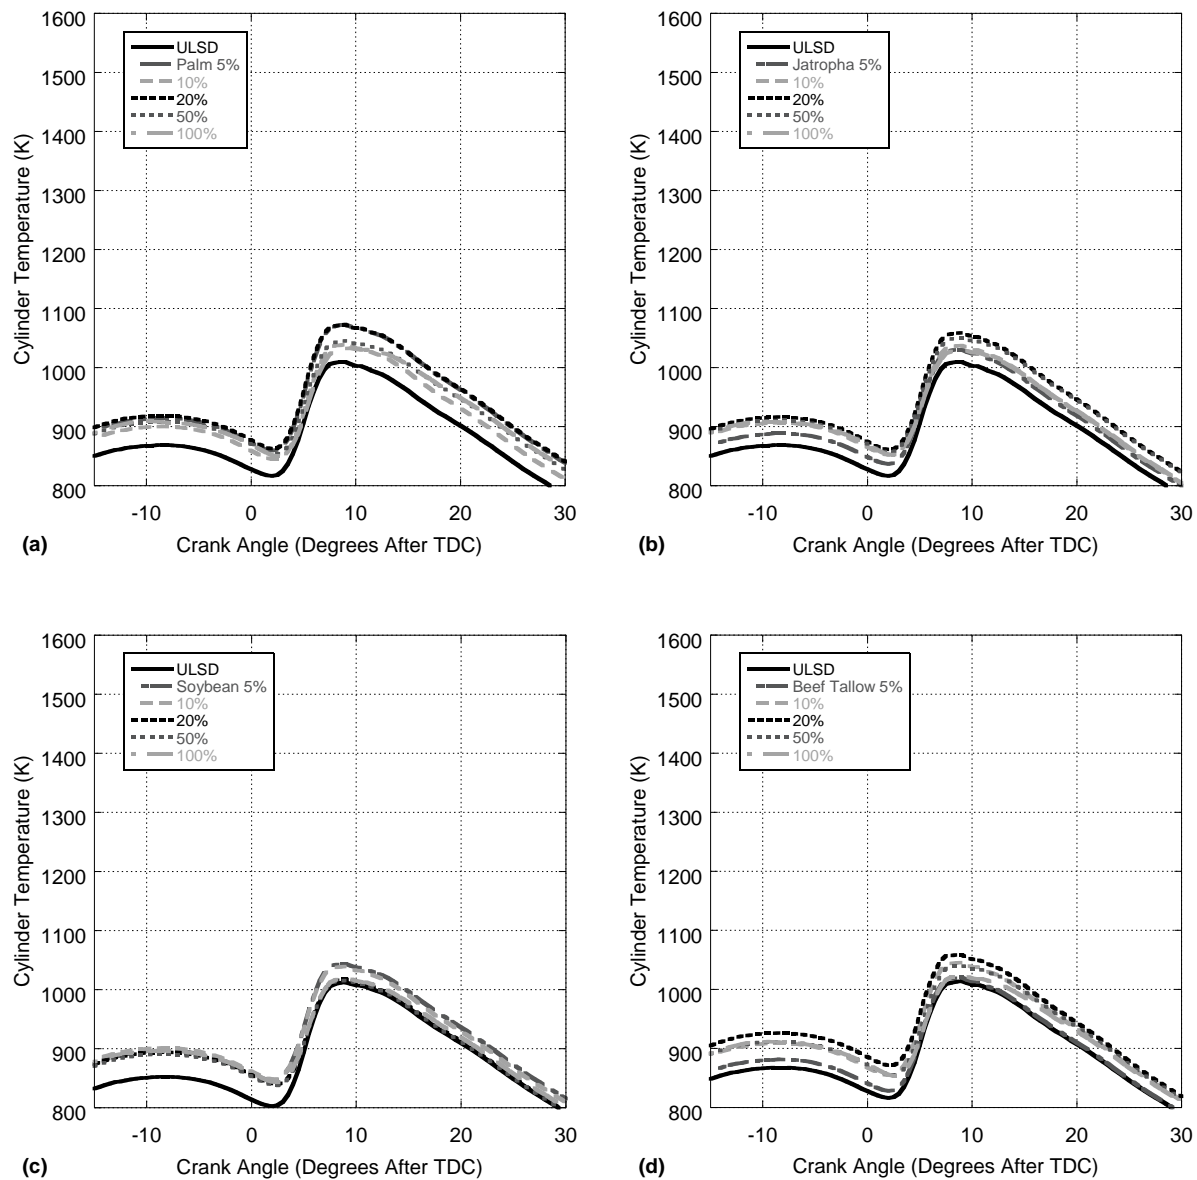 1600
1500
1400
1300
1200
1100
1000
900
800
Cylinder Temperature (K)
ULSD
Palm 5%
10%
20%
50%
100%
-10 0 10 20 30
(a) Crank Angle (Degrees After TDC)
1600
1500
1400
1300
1200
1100
1000
900
800
Cylinder Temperature (K)
ULSD
Jatropha 5%
10%
20%
50%
100%
-10 0 10 20 30
(b) Crank Angle (Degrees After TDC)
1600
1500
1400
1300
1200
1100
1000
900
800
Cylinder Temperature (K)
ULSD
Soybean 5%
10%
20%
50%
100%
-10 0 10 20 30
(c) Crank Angle (Degrees After TDC)
1600
1500
1400
1300
1200
1100
1000
900
800
Cylinder Temperature (K)
ULSD
Beef Tallow 5%
10%
20%
50%
100%
-10 0 10 20 30
(d) Crank Angle (Degrees After TDC)